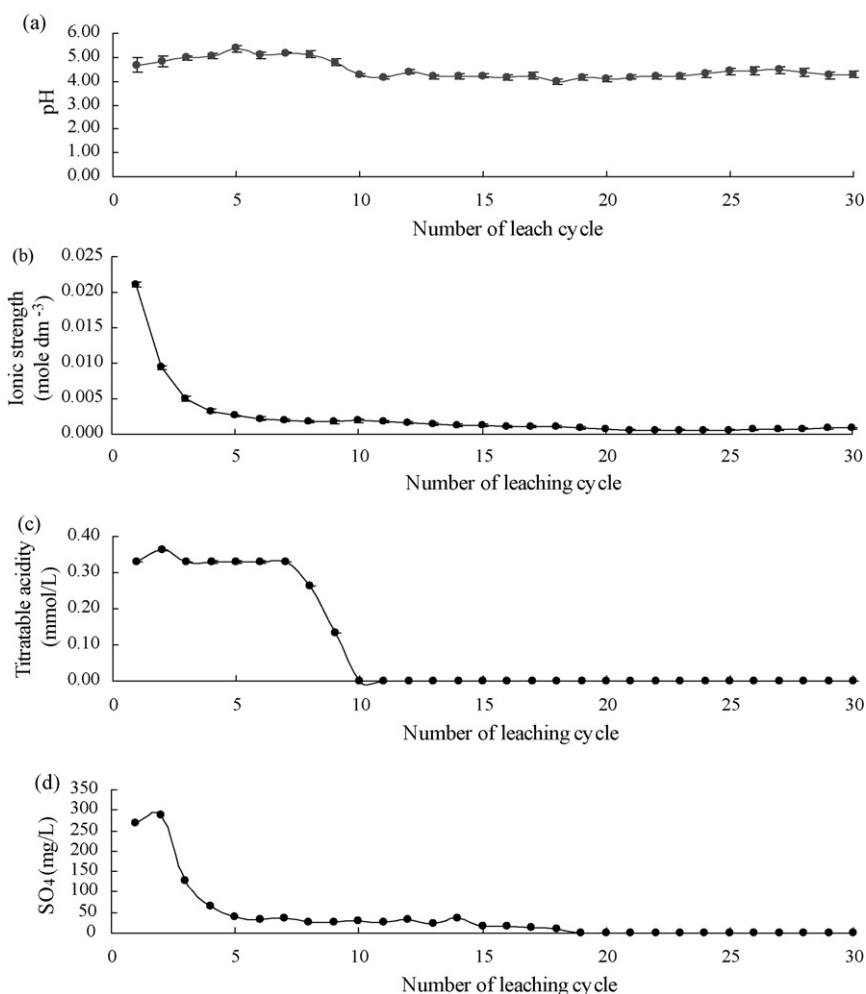 (a)
6.00
5.00
4.00
3.00
2.00
1.00
0.00
pH
0 5 10 15 20 25 30
Number of leach cycle
(b)
0.025
0.020
0.015
0.010
0.005
0.000
Ionic strength
(mole dm -3)
0 5 10 15 20 25 30
Number of leaching cycle
(c)
0.40
0.30
0.20
0.10
0.00
Titratable acidity
(mmol/L)
0 5 10 15 20 25 30
Number of leaching cycle
(d)
350
300
250
200
150
100
50
0
SO4 (mg/L)
0 5 10 15 20 25 30
Number of leaching cycle